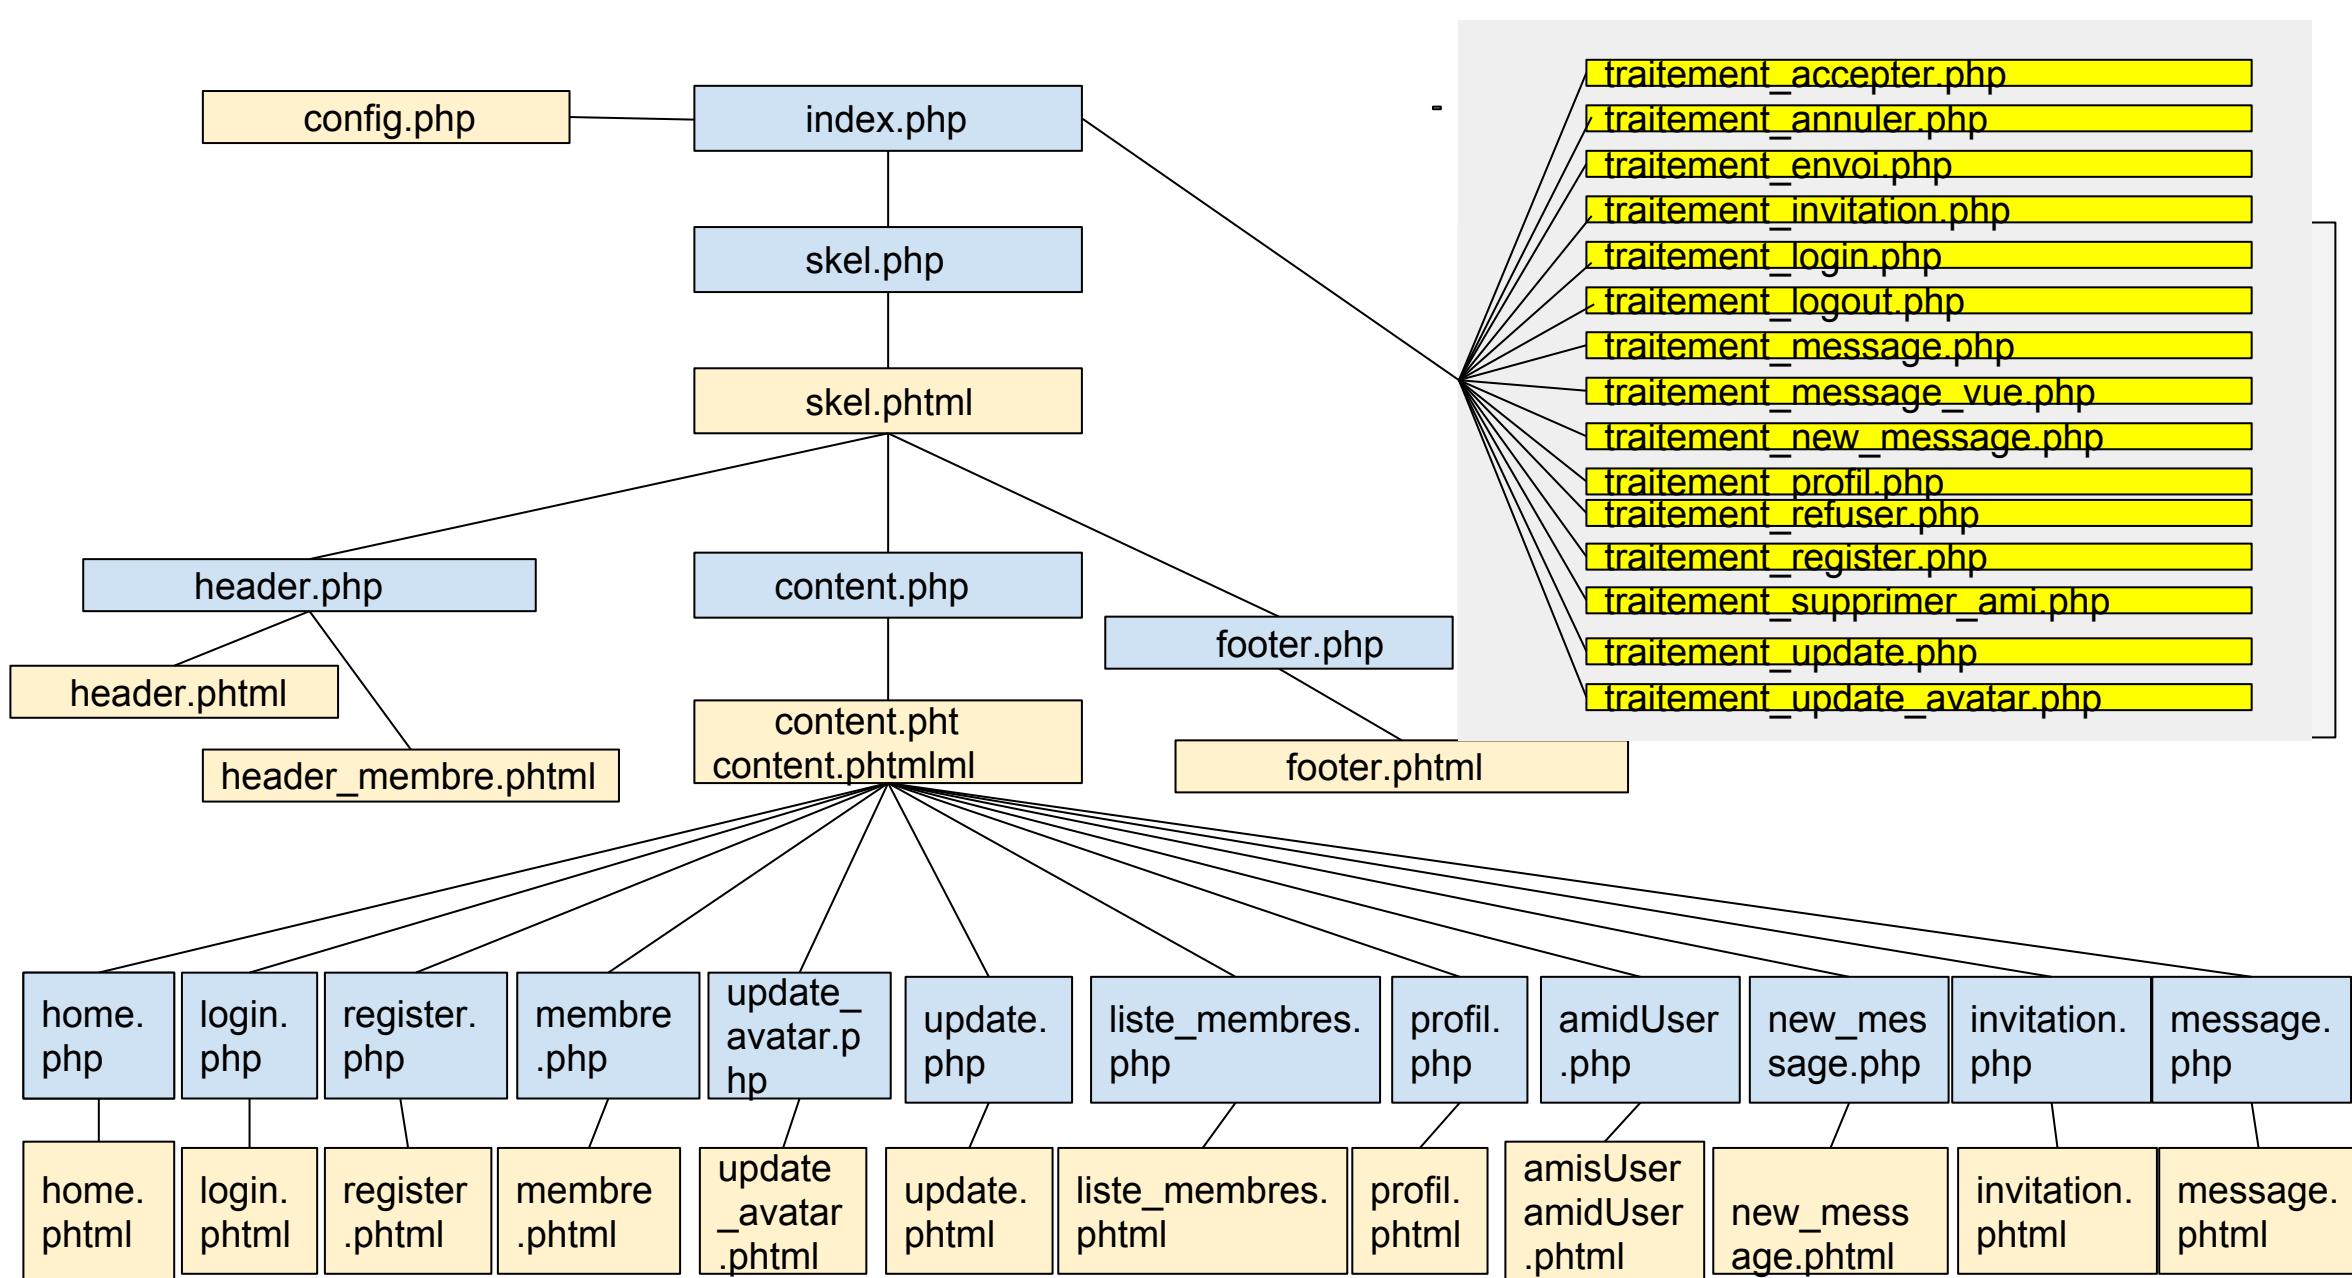 config.php
index.php
-
skel.php
skel.phtml
header.php
content.php
footer.php
header.phtml
header_membre.phtml
content.pht
content.phtmlml
footer.phtml
traitement_accepter.php
traitement_annuler.php
traitement_envoi.php
traitement_invitation.php
traitement_login.php
traitement_logout.php
traitement_message.php
traitement_message_vue.php
traitement_new_message.php
traitement_profil.php
traitement_refuser.php
traitement_register.php
traitement_supprimer_ami.php
traitement_update.php
traitement_update_avatar.php
home.
php
login.
php
register.
php
membre
.php
update_
avatar.p
hp
update.
php
liste_membres.
php
profil.
php
amidUser
.php
new_mes
sage.php
invitation.
php
message.
php
home.
phtml
login.
phtml
register
.phtml
membre
.phtml
update
_avatar
.phtml
update.
phtml
liste_membres.
phtml
profil.
phtml
amisUser
amidUser
.phtml
new_mess
age.phtml
invitation.
phtml
message.
phtml